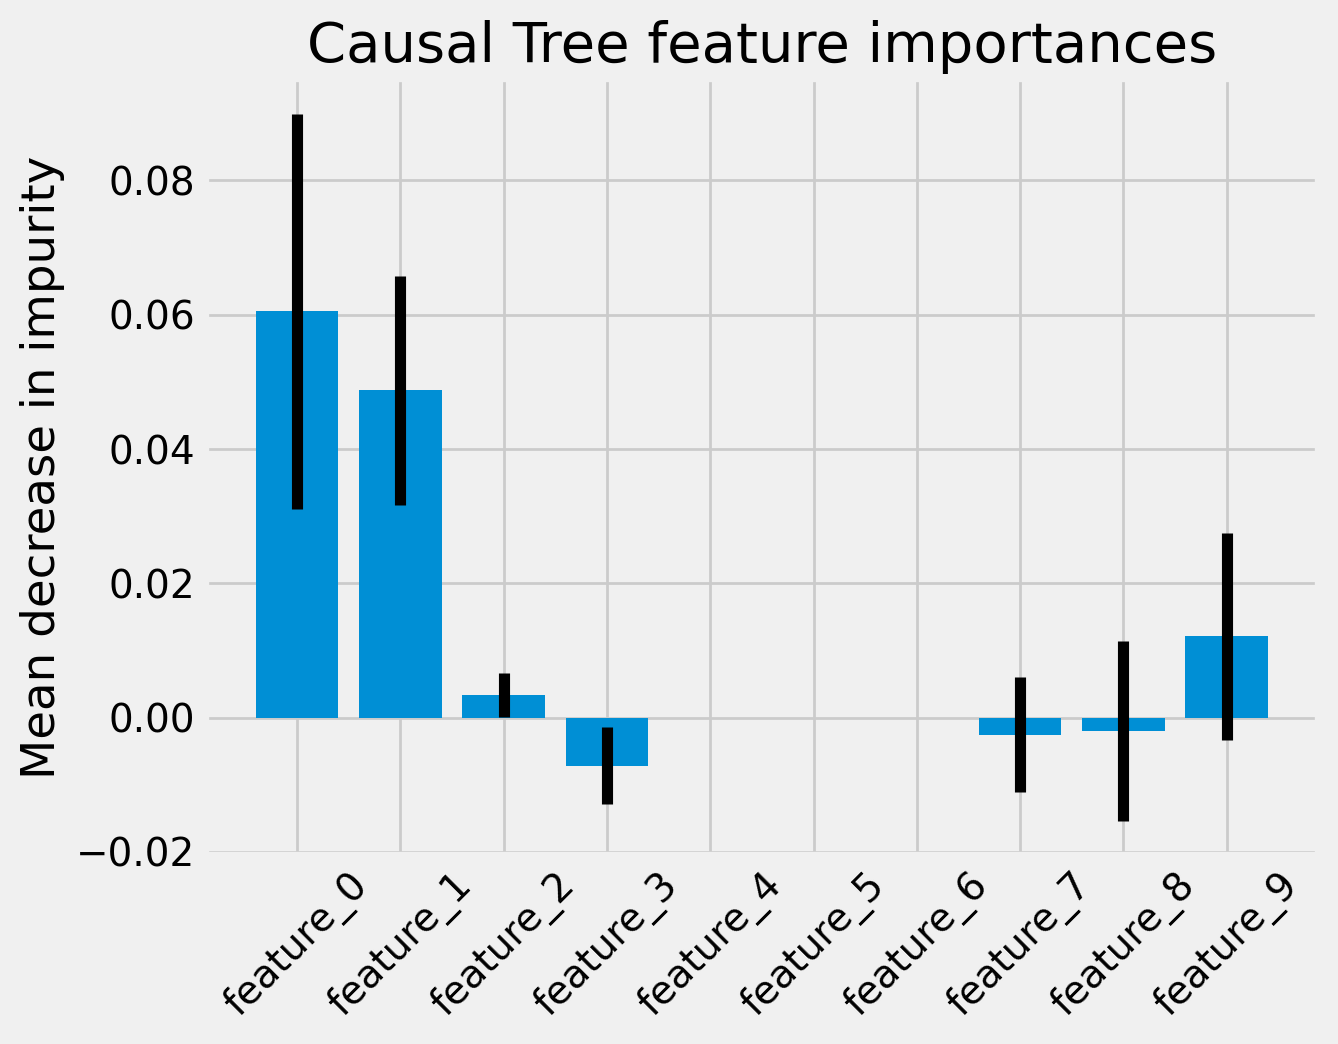 Causal Tree feature importances
Mean decrease in impurity
0.08
0.06
0.04
0.02
0.00
−0.02
feature_0
feature_1
feature_2
feature_3
feature_4
feature_5
feature_6
feature_7
feature_8
feature_9